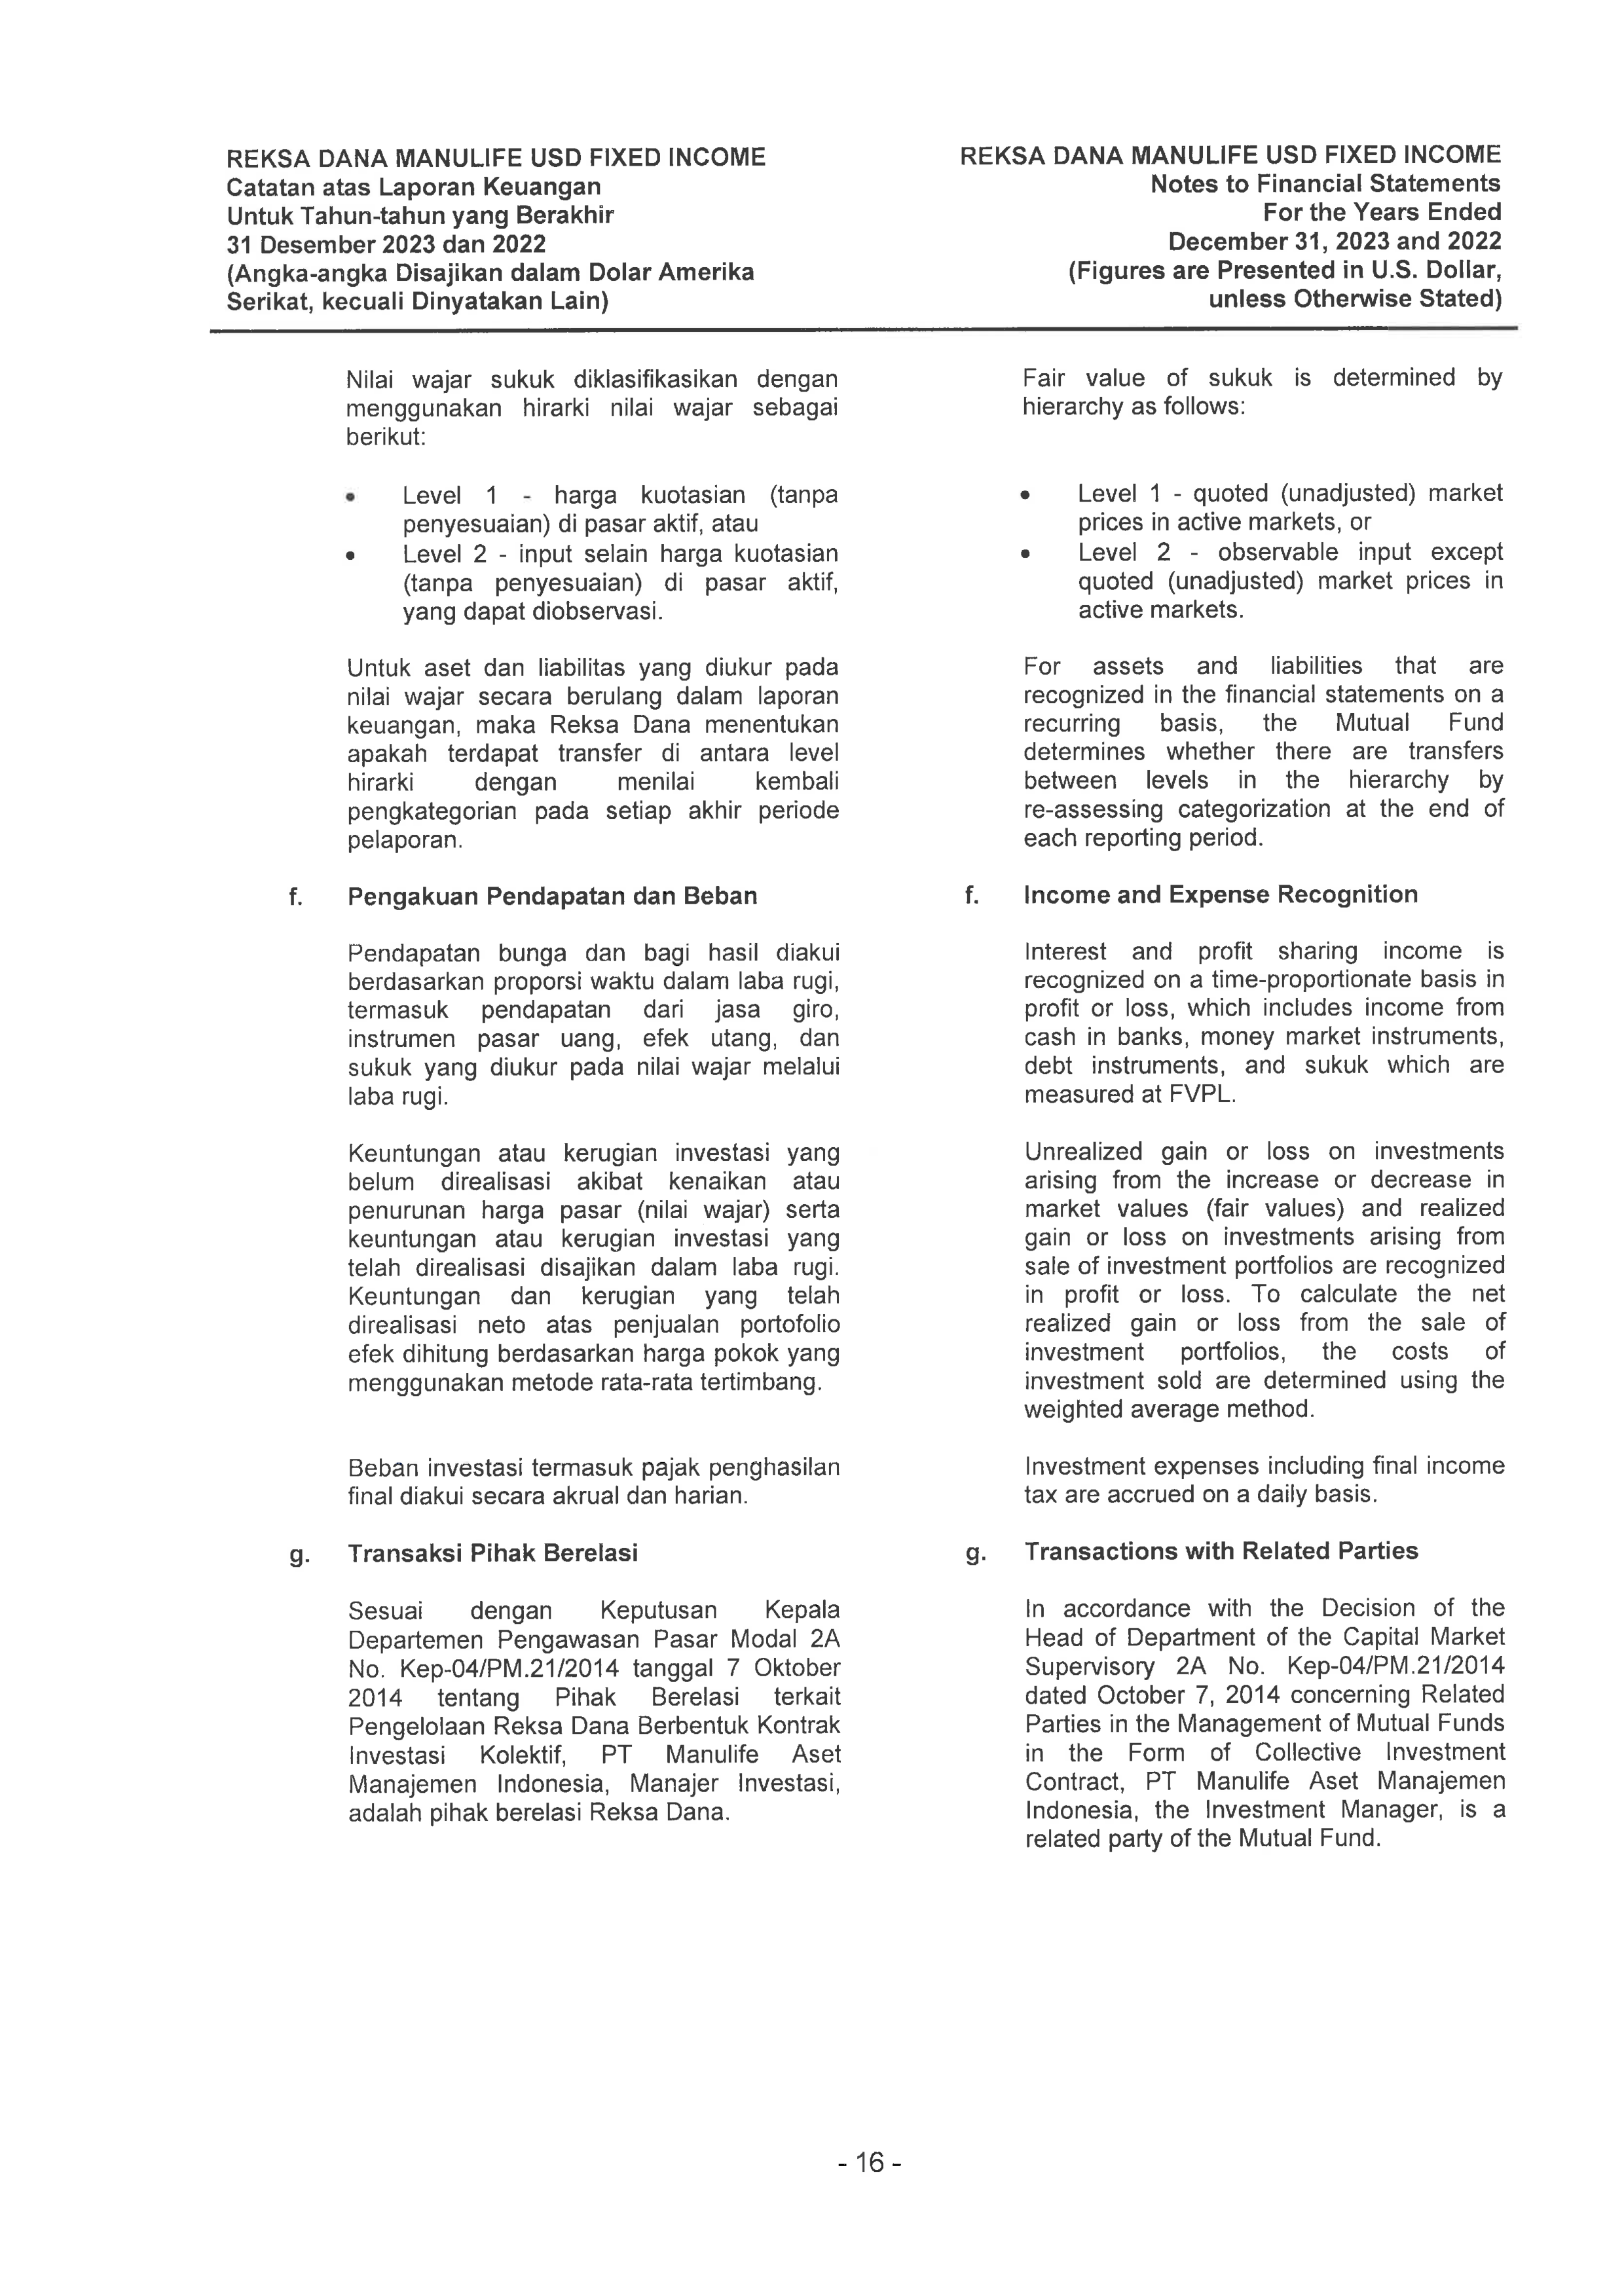 REKSA DANA MANULIFE USD FIXED INCOME
Catatan atas Laporan Keuangan
Untuk Tahun-tahun yang Berakhir
31 Desember 2023 dan 2022
(Angka-angka Disajikan dalam Dolar Amerika
Serikat, kecuali Dinyatakan Lain)
REKSA DANA MANULIFE USD FIXED INCOME
Notes to Financial Statements
For the Years Ended
December 31, 2023 and 2022
(Figures are Presented in U.S. Dollar,
unless Otherwise Stated)
Nilai wajar sukuk diklasifikasikan dengan
menggunakan hirarki nilai wajar sebagai
berikut:
• Level 1 - harga kuotasian (tanpa
penyesuaian) di pasar aktif, atau
• Level 2 - input selain harga kuotasian
(tanpa penyesuaian) di pasar aktif,
yang dapat diobservasi.
Untuk aset dan liabilitas yang diukur pada
nilai wajar secara berulang dalam laporan
keuangan, maka Reksa Dana menentukan
apakah terdapat transfer di antara level
hirarki dengan menilai kembali
pengkategorian pada setiap akhir periode
pelaporan.
f. Pengakuan Pendapatan dan Beban
Pendapatan bunga dan bagi hasil diakui
berdasarkan proporsi waktu dalam laba rugi,
termasuk pendapatan dari jasa giro,
instrumen pasar uang, efek utang, dan
sukuk yang diukur pada nilai wajar melalui
laba rugi.
Keuntungan atau kerugian investasi yang
belum direalisasi akibat kenaikan atau
penurunan harga pasar (nilai wajar) serta
keuntungan atau kerugian investasi yang
telah direalisasi disajikan dalam laba rugi.
Keuntungan dan kerugian yang telah
direalisasi neto atas penjualan portofolio
efek dihitung berdasarkan harga pokok yang
menggunakan metode rata-rata tertimbang.
Beban investasi termasuk pajak penghasilan
final diakui secara akrual dan harian.
g. Transaksi Pihak Berelasi
Sesuai dengan Keputusan Kepala
Departemen Pengawasan Pasar Modal 2A
No. Kep-04/PM.21/2014 tanggal 7 Oktober
2014 tentang Pihak Berelasi terkait
Pengelolaan Reksa Dana Berbentuk Kontrak
Investasi Kolektif, PT Manulife Aset
Manajemen Indonesia, Manajer Investasi,
adalah pihak berelasi Reksa Dana.
Fair value of sukuk is determined by
hierarchy as follows:
• Level 1 - quoted (unadjusted) market
prices in active markets, or
• Level 2 - observable input except
quoted (unadjusted) market prices in
active markets.
For assets and liabilities that are
recognized in the financial statements on a
recurring basis, the Mutual Fund
determines whether there are transfers
between levels in the hierarchy by
re-assessing categorization at the end of
each reporting period.
f. Income and Expense Recognition
Interest and profit sharing income is
recognized on a time-proportionate basis in
profit or loss, which includes income from
cash in banks, money market instruments,
debt instruments, and sukuk which are
measured at FVPL.
Unrealized gain or loss on investments
arising from the increase or decrease in
market values (fair values) and realized
gain or loss on investments arising from
sale of investment portfolios are recognized
in profit or loss. To calculate the net
realized gain or loss from the sale of
investment portfolios, the costs of
investment sold are determined using the
weighted average method.
Investment expenses including final income
tax are accrued on a daily basis.
g. Transactions with Related Parties
In accordance with the Decision of the
Head of Department of the Capital Market
Supervisory 2A No. Kep-04/PM.21/2014
dated October 7, 2014 concerning Related
Parties in the Management of Mutual Funds
in the Form of Collective Investment
Contract, PT Manulife Aset Manajemen
Indonesia, the Investment Manager, is a
related party of the Mutual Fund.
- 16 -